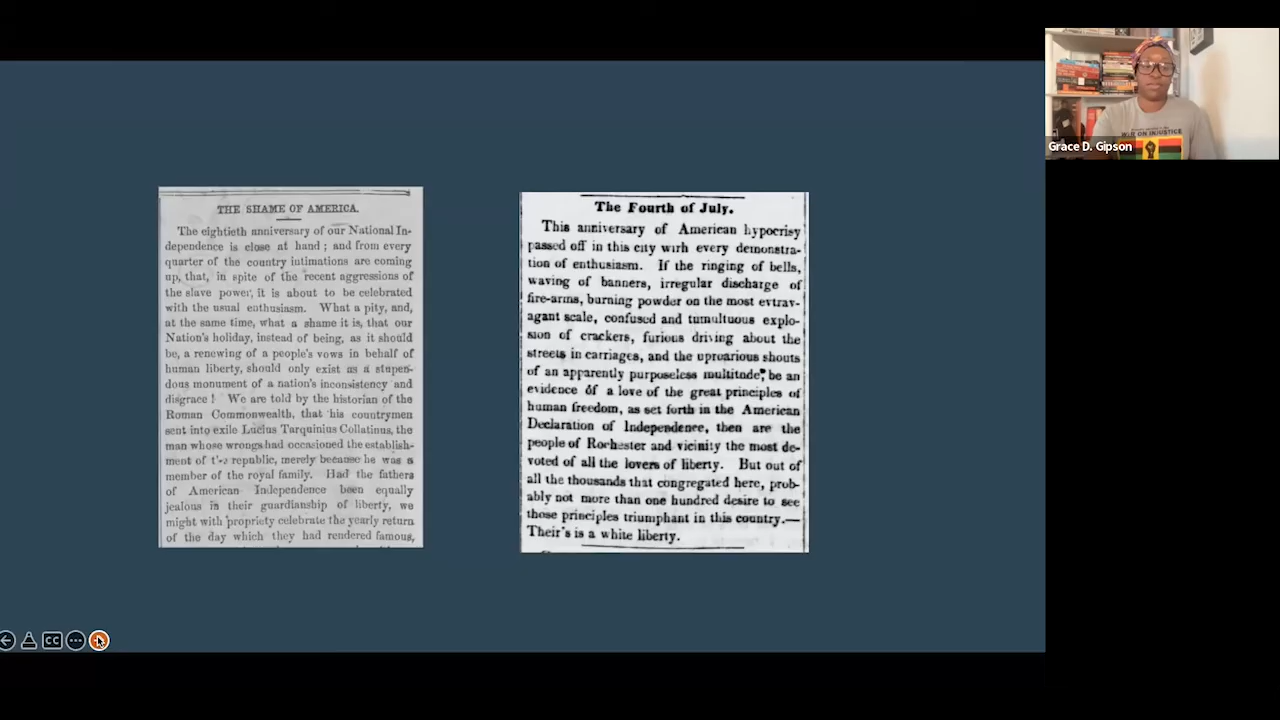 THE SHAME OF AMERICA.
The eightieth anniversary of our National In-
dependence is close at hand ; and from every
quarter of the country intimations are coming
up, that, in spite of the recent aggressions of
the slave power, it is about to be celebrated
with the usual enthusiasm. What a pity, and,
at the same time, what a shame it is, that our
Nation's holiday, instead of being, as it should
be, a renewing of a people's vows in behalf of
human liberty, should only exist as a stupen-
dous monument of a nation's inconsistency and
disgrace ! We are told by the historian of the
Roman Commonwealth, that his countrymen
sent into exile Lucius Tarquinius Collatinus, the
man whose wrongs had occasioned the establish-
ment of republic, merely because he was a
member of the royal family. Had the fathers
of American Independence been equally
jealous in their guardianship of liberty, we
might with propriety celebrate the yearly return
of the day which they had rendered famous,
The Fourth of July.
This anniversary of American hypocrisy
passed off in this city with every demonstra-
tion of enthusiasm. If the ringing of bells,
waving of banners, irregular discharge of
fire-arms, burning powder on the most extrav-
agant scale, confused and tumultuous explo-
sion of crackers, furious driving about the
streets in carriages, and the uproarious shouts
of an apparently purposeless multitude, be an
evidence of a love of the great principles of
human freedom, as set forth in the American
Declaration of Independence, then are the
people of Rochester and vicinity the most de-
voted of all the lovers of liberty. But out of
all the thousands that congregated here, prob-
ably not more than one hundred desire to see
those principles triumphant in this country.—
Their's is a white liberty.
WAR ON INJUSTICE
Grace D. Gipson
CC